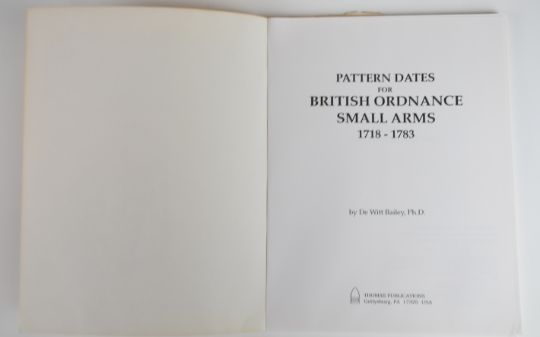 PATTERN DATES
FOR
BRITISH ORDNANCE
SMALL ARMS
1718 - 1783
by De Witt Bailey, Ph.D.
THOMAS PUBLICATIONS
Gettysburg, PA 17325 USA